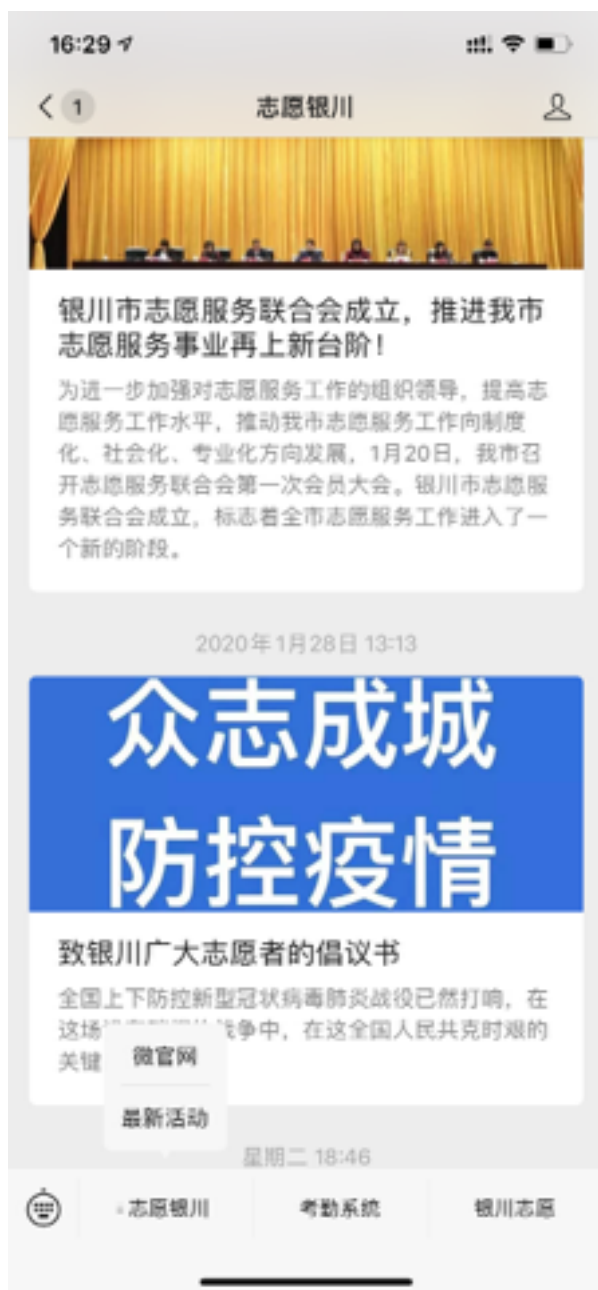 16:29
1
志愿银川
银川市志愿服务联合会成立，推进我市
志愿服务事业再上新台阶！
为进一步加强对志愿服务工作的组织领导，提高志
愿服务工作水平，推动我市志愿服务工作向制度
化、社会化、专业化方向发展，1月20日，我市召
开志愿服务联合会第一次会员大会。银川市志愿服
务联合会成立，标志着全市志愿服务工作进入了一
个新的阶段。
2020年1月28日 13:13
众志成城
防控疫情
致银川广大志愿者的倡议书
全国上下防控新型冠状病毒肺炎战役已然打响，在
这场
争中，在这全国人民共克时艰的
关键
微官网
最新活动
星期二 18:46
志愿银川
考勤系统
银川志愿